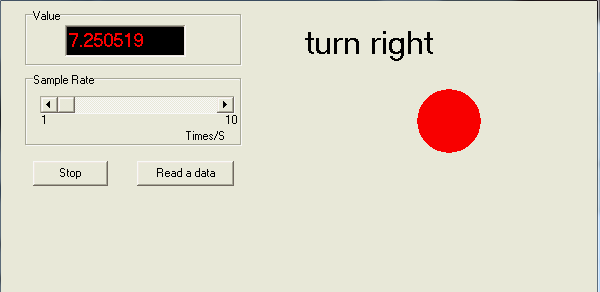 Value
7.250519
turn right
Sample Rate
1 10
Times/S
Stop Read a data